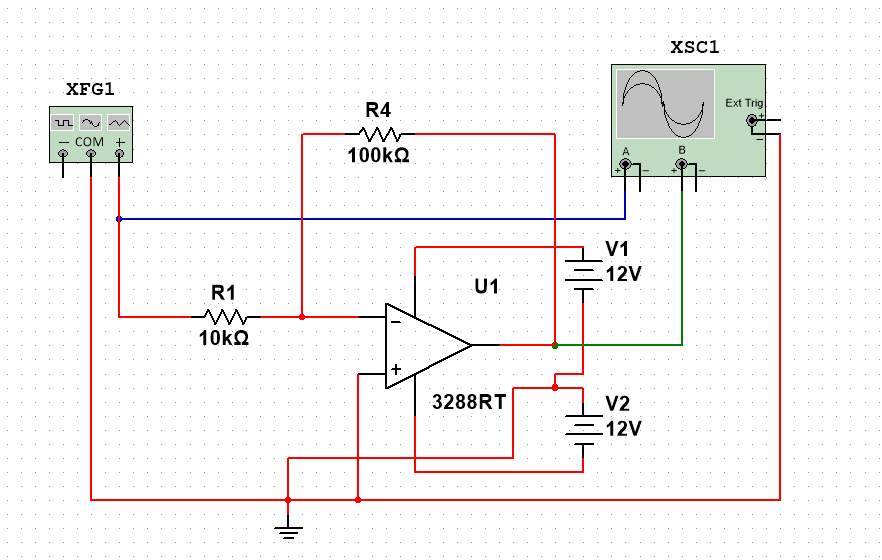 XSC1
XFG1
Ext Trig
+
−
R4
− COM +
A
B
+ − + −
100kΩ
V1
12V
U1
R1
10kΩ
−
+
3288RT
V2
12V